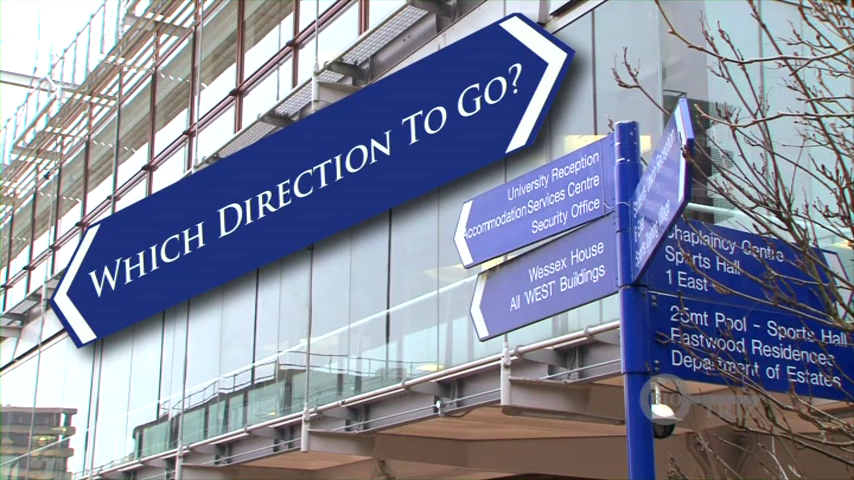 Which Direction To Go?
University Reception
Accommodation Services Centre
Security Office
Wessex House
All 'WEST' Buildings
Chaplaincy Centre
Sports Hall
1 East
25mt Pool - Sports Hall
Eastwood Residences
Department of Estates